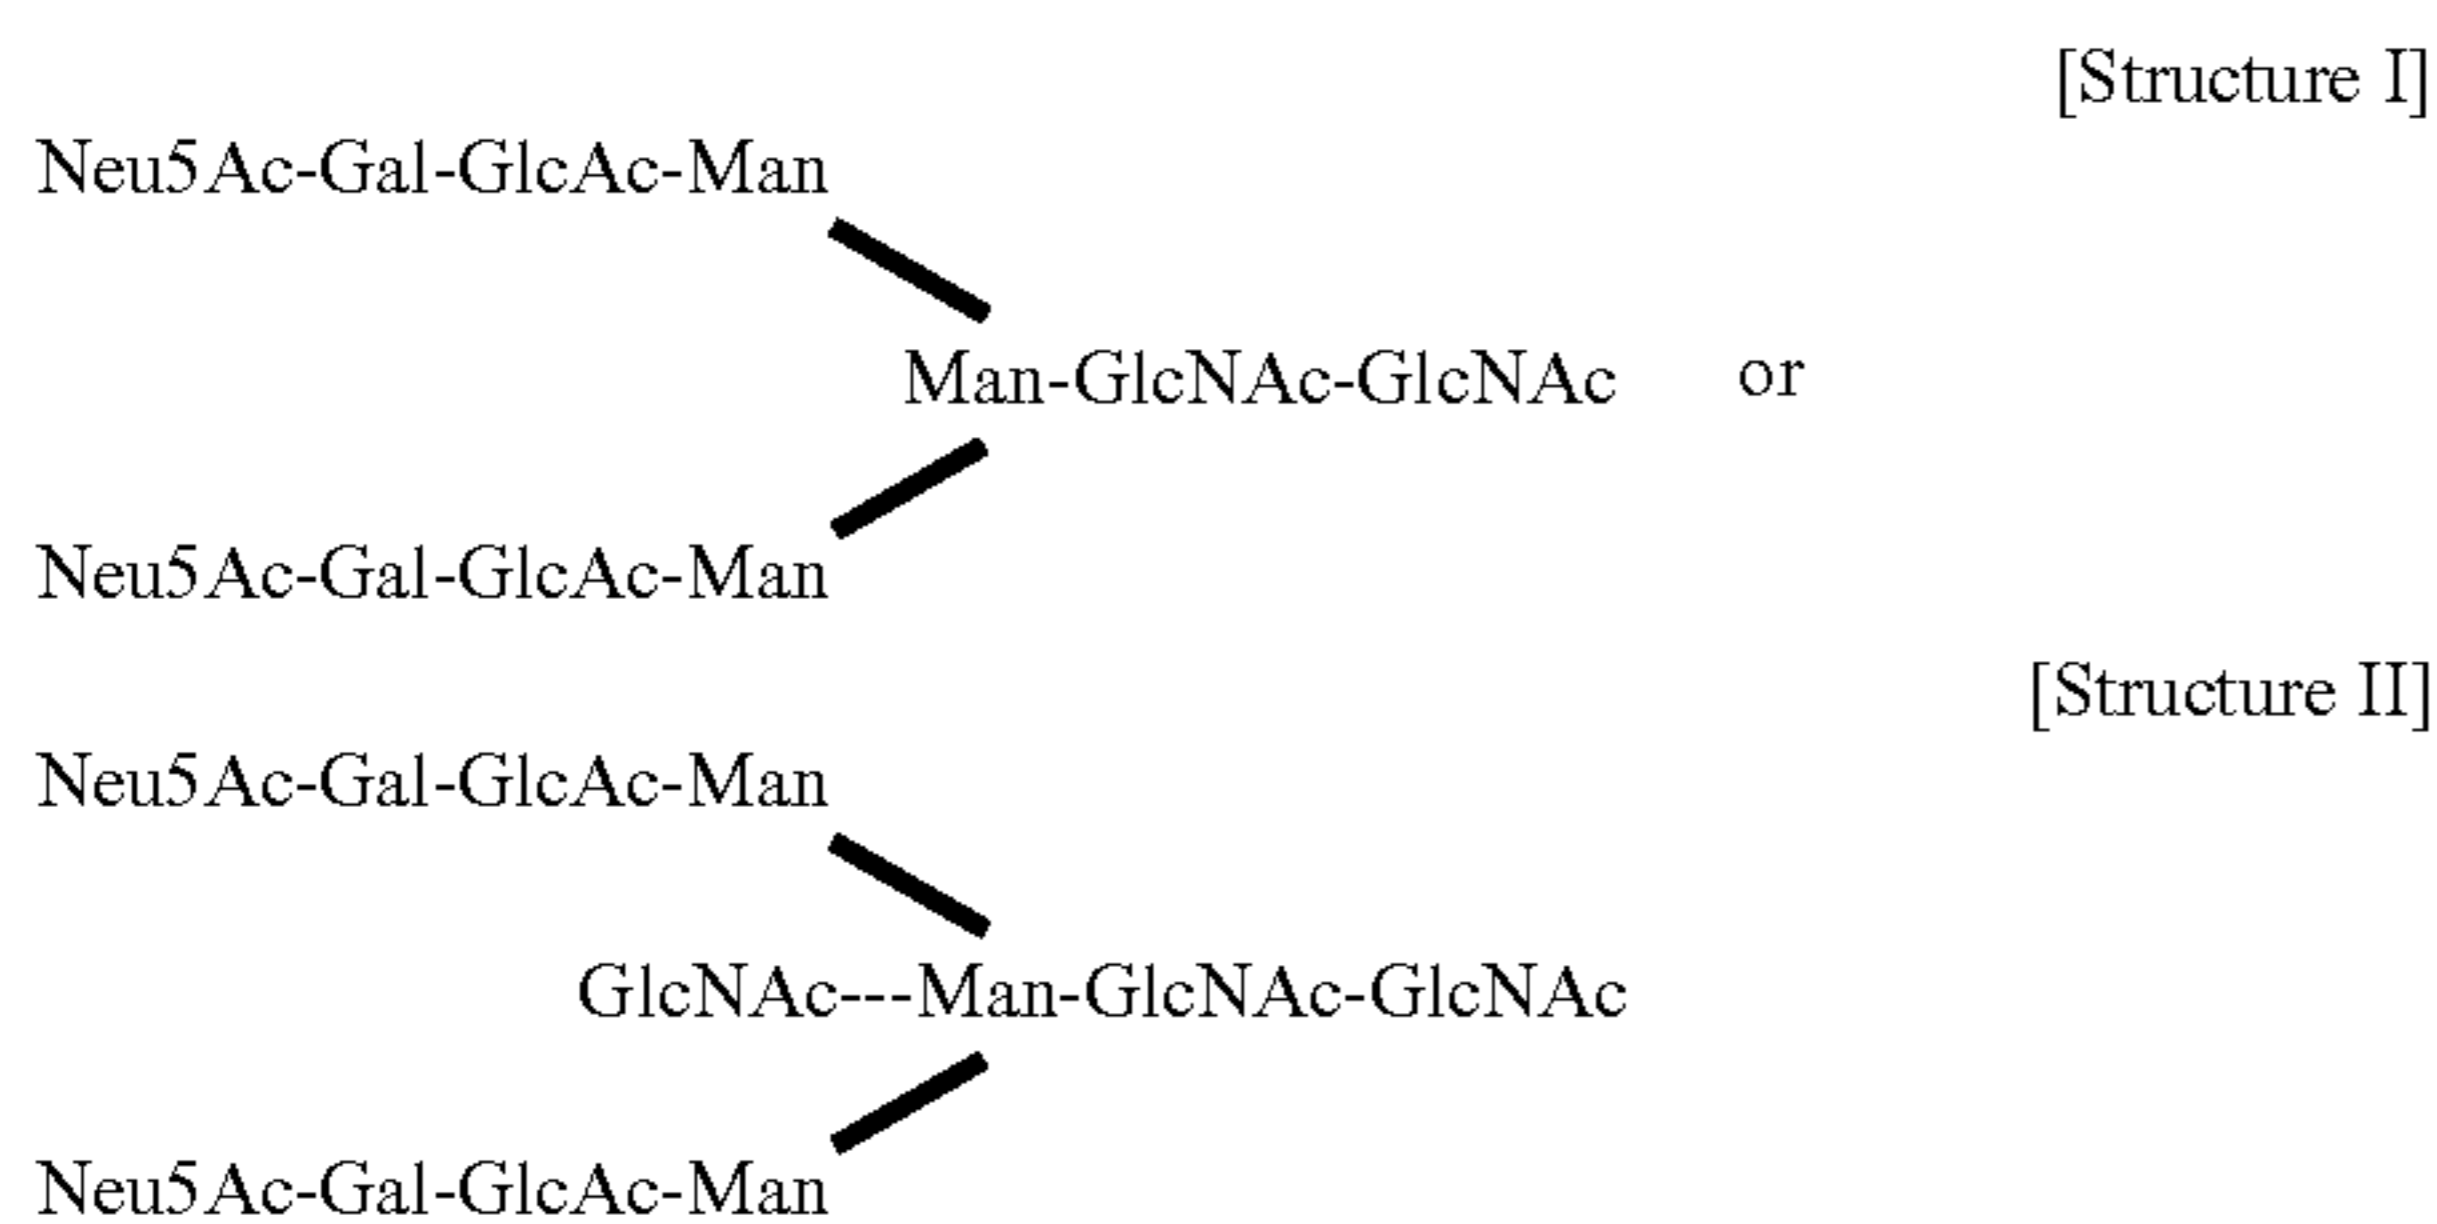 [Structure I]
Neu5Ac-Gal-GlcAc-Man
Man-GlcNAc-GlcNAc or
Neu5Ac-Gal-GlcAc-Man
[Structure II]
Neu5Ac-Gal-GlcAc-Man
GlcNAc---Man-GlcNAc-GlcNAc
Neu5Ac-Gal-GlcAc-Man